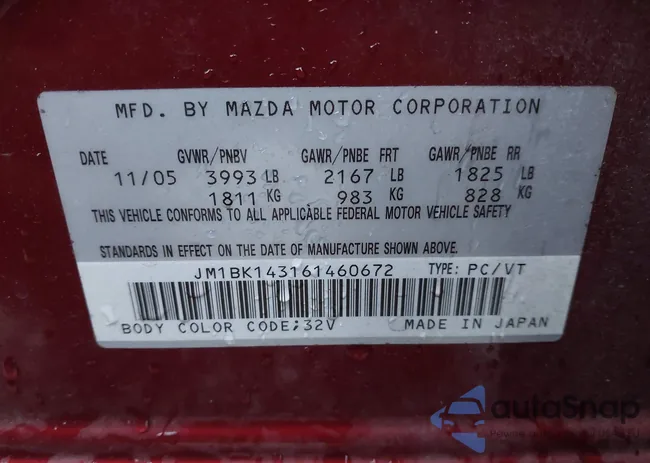 MFD. BY MAZDA MOTOR CORPORATION
DATE GVWR/PNBV GAWR/PNBE FRT GAWR/PNBE RR
11/05 3993 LB 2167 LB 1825 LB
1811 KG 983 KG 828 KG
THIS VEHICLE CONFORMS TO ALL APPLICABLE FEDERAL MOTOR VEHICLE SAFETY
STANDARDS IN EFFECT ON THE DATE OF MANUFACTURE SHOWN ABOVE.
JM1BK143161460672 TYPE: PC/VT
BODY COLOR CODE;32V MADE IN JAPAN
autoSnap
Powered by